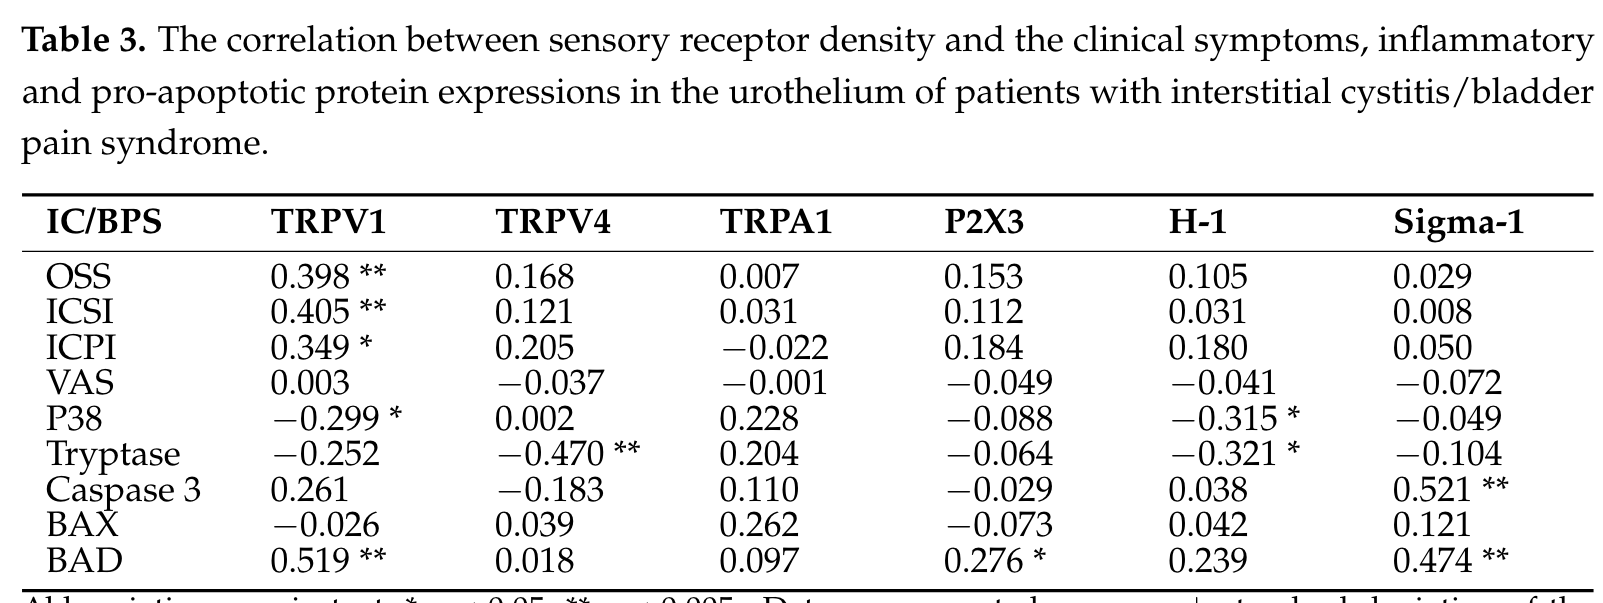 Table 3. The correlation between sensory receptor density and the clinical symptoms, inflammatory
and pro-apoptotic protein expressions in the urothelium of patients with interstitial cystitis/bladder
pain syndrome.
IC/BPS TRPV1 TRPV4 TRPA1 P2X3 H-1 Sigma-1
OSS 0.398 ** 0.168 0.007 0.153 0.105 0.029
ICSI 0.405 ** 0.121 0.031 0.112 0.031 0.008
ICPI 0.349 * 0.205 −0.022 0.184 0.180 0.050
VAS 0.003 −0.037 −0.001 −0.049 −0.041 −0.072
P38 −0.299 * 0.002 0.228 −0.088 −0.315 * −0.049
Tryptase −0.252 −0.470 ** 0.204 −0.064 −0.321 * −0.104
Caspase 3 0.261 −0.183 0.110 −0.029 0.038 0.521 **
BAX −0.026 0.039 0.262 −0.073 0.042 0.121
BAD 0.519 ** 0.018 0.097 0.276 * 0.239 0.474 **